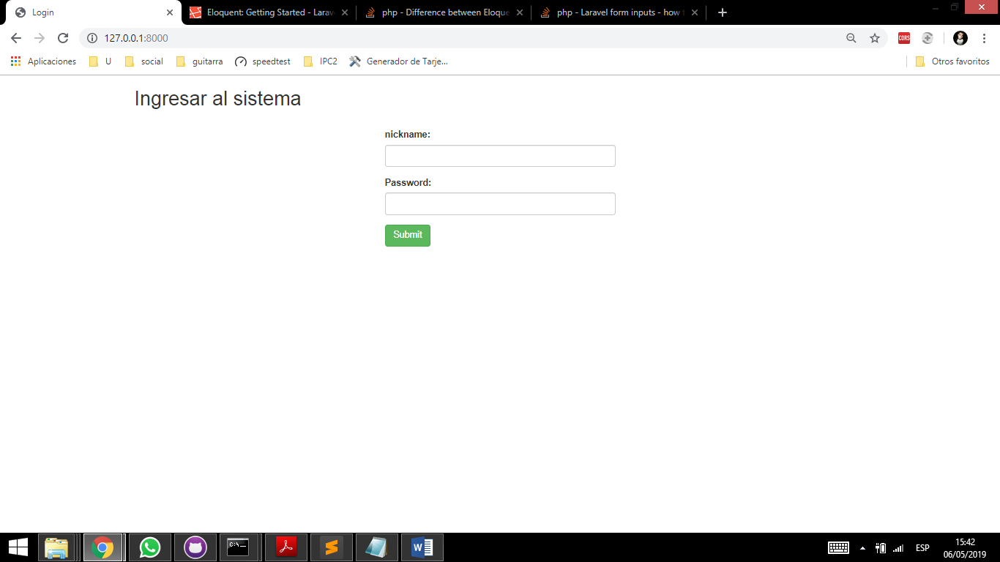 Login
Eloquent: Getting Started - Larav
php - Difference between Eloque
php - Laravel form inputs - how
127.0.0.1:8000
CORS
Aplicaciones
U
social
guitarra
speedtest
IPC2
Generador de Tarje...
Otros favoritos
Ingresar al sistema
nickname:
Password:
Submit
C:\.
ESP
15:42
06/05/2019